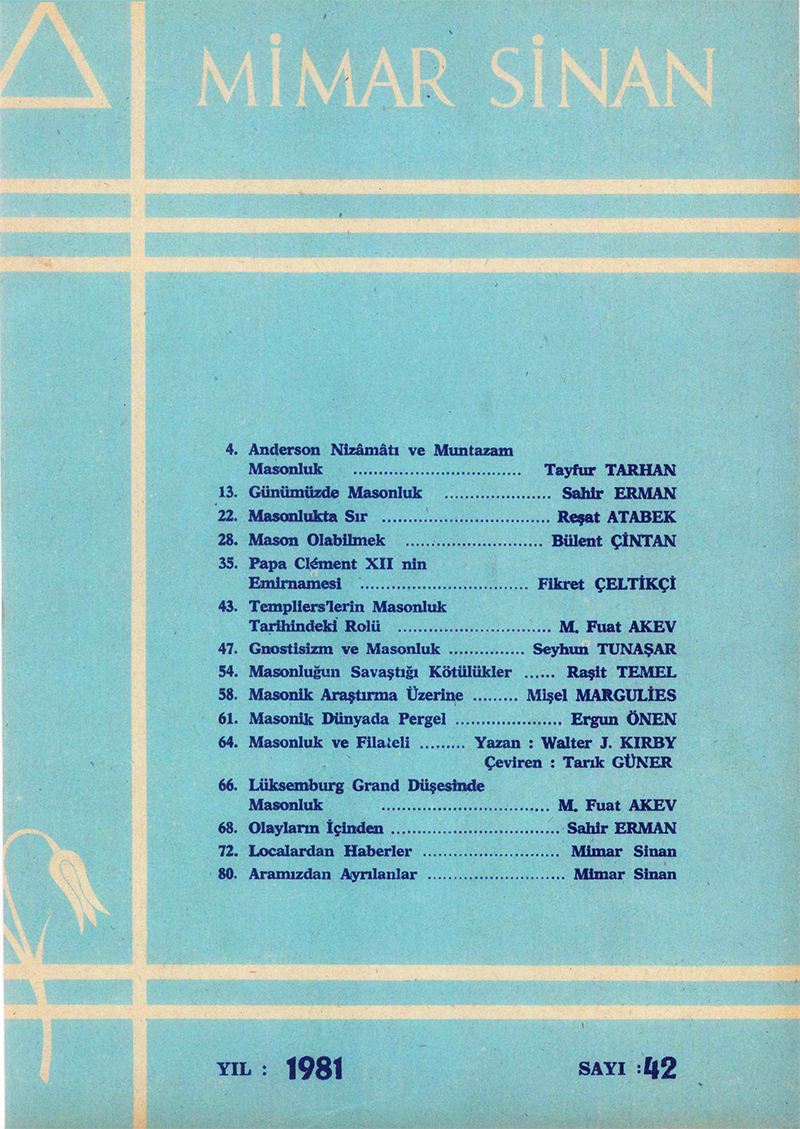 MİMAR SİNAN
4. Anderson Nizâmâtı ve Muntazam
Masonluk ................................ Tayfur TARHAN
13. Günümüzde Masonluk ..................... Sahir ERMAN
22. Masonlukta Sır ................................ Reşat ATABEK
28. Mason Olabilmek .......................... Bülent ÇİNTAN
35. Papa Clément XII nin
Emirnamesi ................................ Fikret ÇELTİKÇİ
43. Templiers'lerin Masonluk
Tarihindeki Rolü ............................. M. Fuat AKEV
47. Gnostisizm ve Masonluk ............... Seyhun TUNAŞAR
54. Masonluğun Savaştığı Kötülükler ...... Raşit TEMEL
58. Masonik Araştırma Üzerine ......... Mişel MARGULİES
61. Masonik Dünyada Pergel .................... Ergun ÖNEN
64. Masonluk ve Filateli ......... Yazan : Walter J. KIRBY
Çeviren : Tarık GÜNER
66. Lüksemburg Grand Düşesinde
Masonluk ................................ M. Fuat AKEV
68. Olayların İçinden ................................ Sahir ERMAN
72. Localardan Haberler .......................... Mimar Sinan
80. Aramızdan Ayrılanlar .......................... Mimar Sinan
YIL : 1981 SAYI : 42